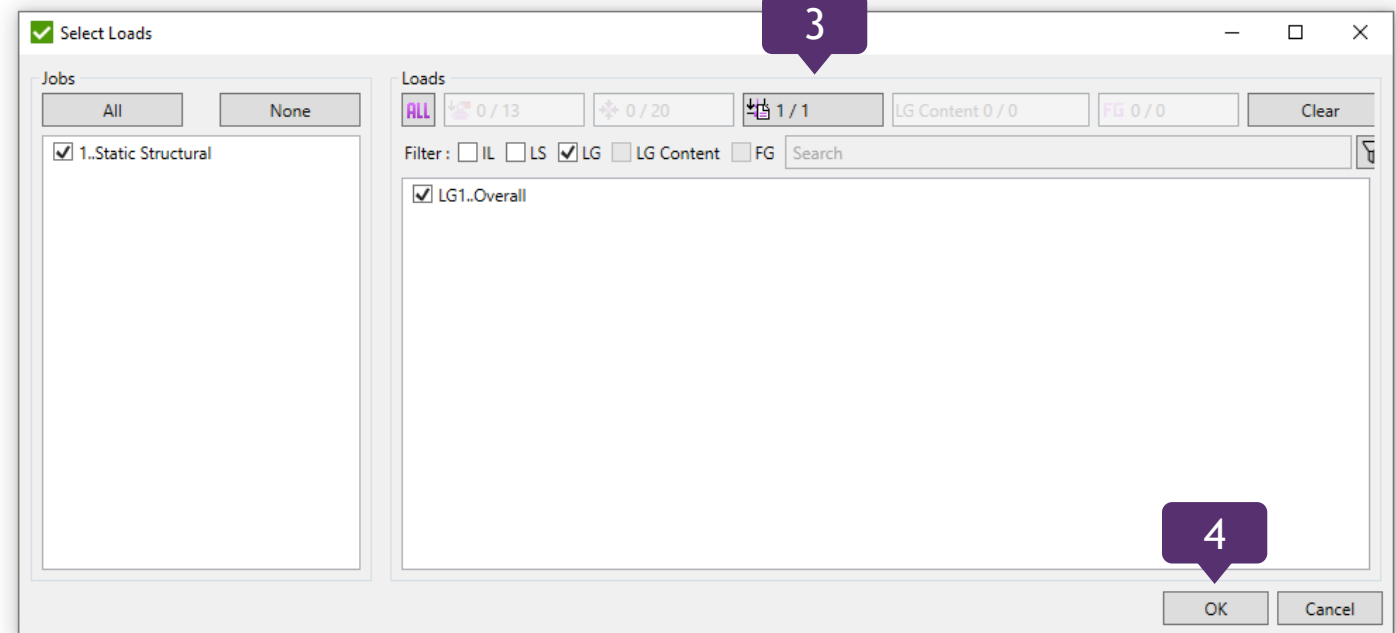 3
Select Loads
Jobs
All None
1..Static Structural
Loads
ALL 0 / 13 0 / 20 1 / 1 LG Content 0 / 0 FG 0 / 0 Clear
Filter : IL LS LG LG Content FG Search
LG1..Overall
4
OK Cancel